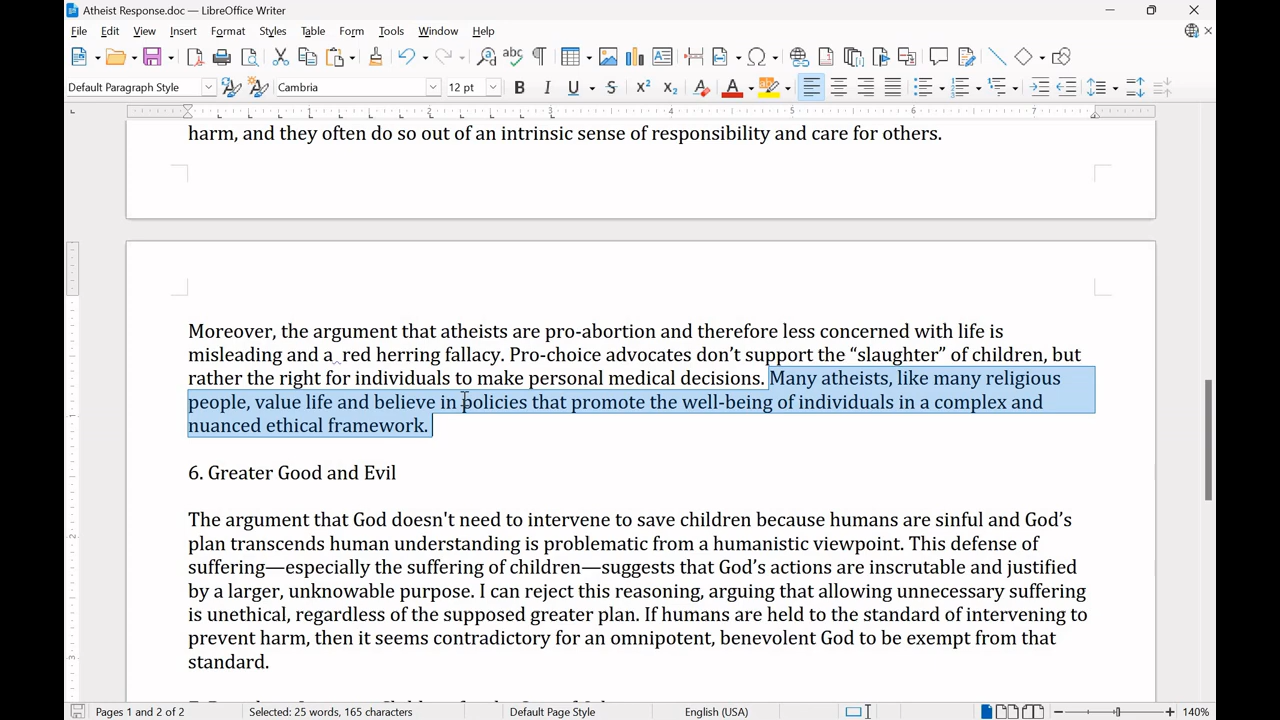 Atheist Response.doc — LibreOffice Writer
File Edit View Insert Format Styles Table Form Tools Window Help
Default Paragraph Style Cambria 12 pt
1 2 3 4 5 6 7
harm, and they often do so out of an intrinsic sense of responsibility and care for others.
Moreover, the argument that atheists are pro-abortion and therefore less concerned with life is
misleading and a red herring fallacy. Pro-choice advocates don’t support the “slaughter” of children, but
rather the right for individuals to make personal medical decisions. Many atheists, like many religious
people, value life and believe in policies that promote the well-being of individuals in a complex and
nuanced ethical framework.
6. Greater Good and Evil
The argument that God doesn't need to intervene to save children because humans are sinful and God’s
plan transcends human understanding is problematic from a humanistic viewpoint. This defense of
suffering—especially the suffering of children—suggests that God’s actions are inscrutable and justified
by a larger, unknowable purpose. I can reject this reasoning, arguing that allowing unnecessary suffering
is unethical, regardless of the supposed greater plan. If humans are held to the standard of intervening to
prevent harm, then it seems contradictory for an omnipotent, benevolent God to be exempt from that
standard.
Pages 1 and 2 of 2 Selected: 25 words, 165 characters Default Page Style English (USA) 140%